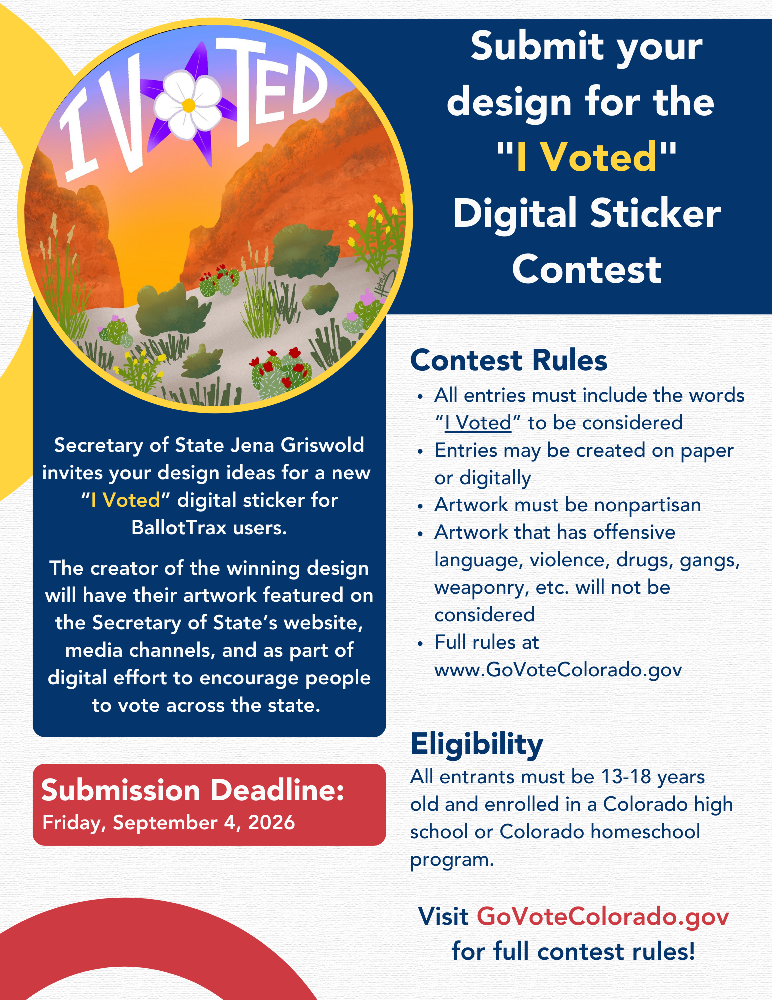 I VOTED
Harold
Submit your
design for the
"I Voted"
Digital Sticker
Contest
Secretary of State Jena Griswold
invites your design ideas for a new
“I Voted” digital sticker for
BallotTrax users.
The creator of the winning design
will have their artwork featured on
the Secretary of State’s website,
media channels, and as part of
digital effort to encourage people
to vote across the state.
Submission Deadline:
Friday, September 4, 2026
Contest Rules
• All entries must include the words
“I Voted” to be considered
• Entries may be created on paper
or digitally
• Artwork must be nonpartisan
• Artwork that has offensive
language, violence, drugs, gangs,
weaponry, etc. will not be
considered
• Full rules at
www.GoVoteColorado.gov
Eligibility
All entrants must be 13-18 years
old and enrolled in a Colorado high
school or Colorado homeschool
program.
Visit GoVoteColorado.gov
for full contest rules!